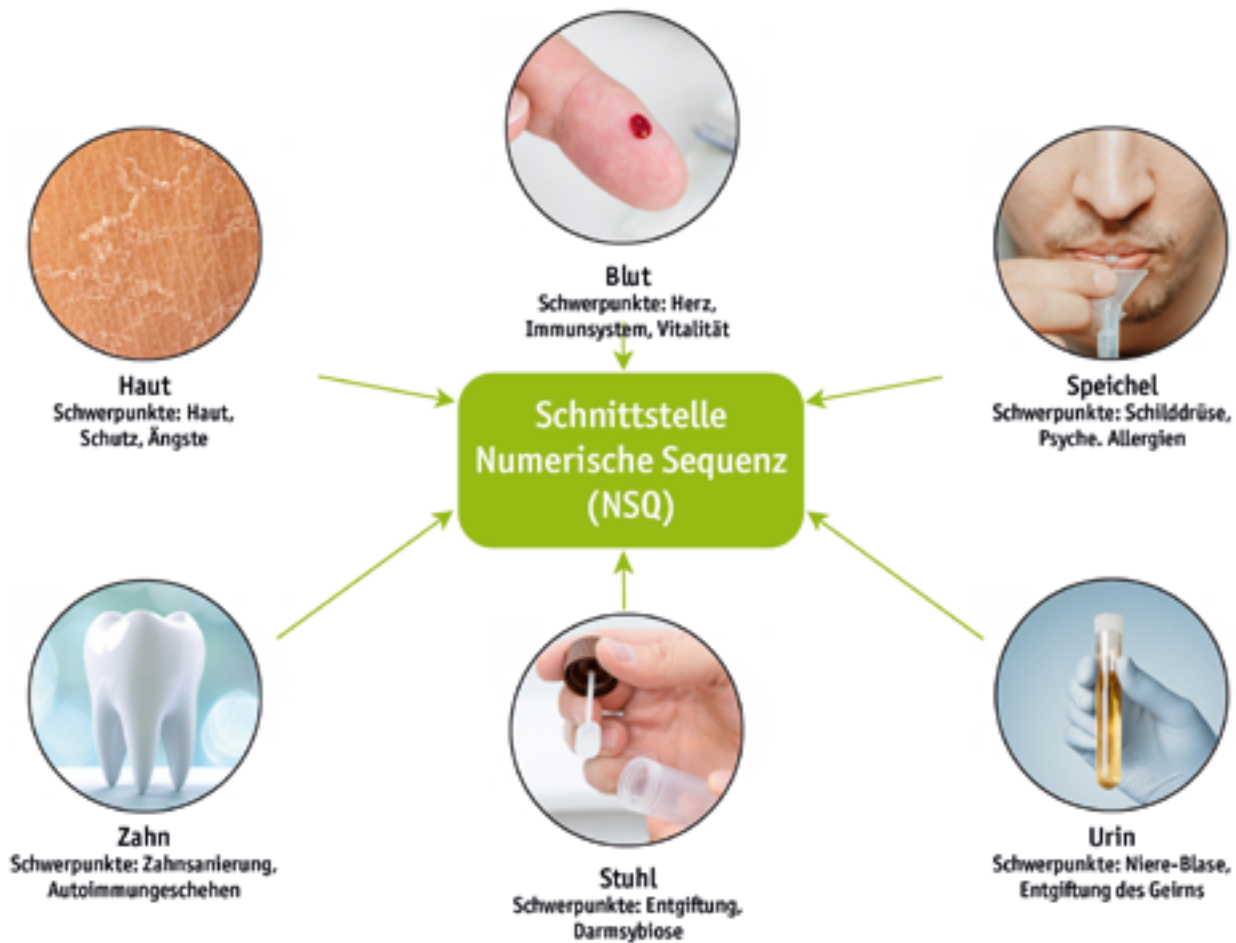 Blut
Schwerpunkte: Herz,
Immunsystem, Vitalität
Haut
Schwerpunkte: Haut,
Schutz, Ängste
Speichel
Schwerpunkte: Schilddrüse,
Psyche. Allergien
Schnittstelle
Numerische Sequenz
(NSQ)
Zahn
Schwerpunkte: Zahnsanierung,
Autoimmungeschehen
Stuhl
Schwerpunkte: Entgiftung,
Darmsybiose
Urin
Schwerpunkte: Niere-Blase,
Entgiftung des Geirns